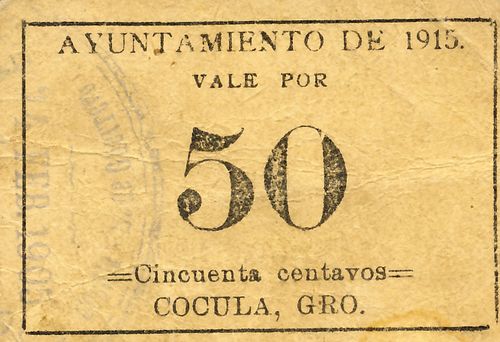 AYUNTAMIENTO DE 1915.
VALE POR
50
=Cincuenta centavos=
COCULA, GRO.